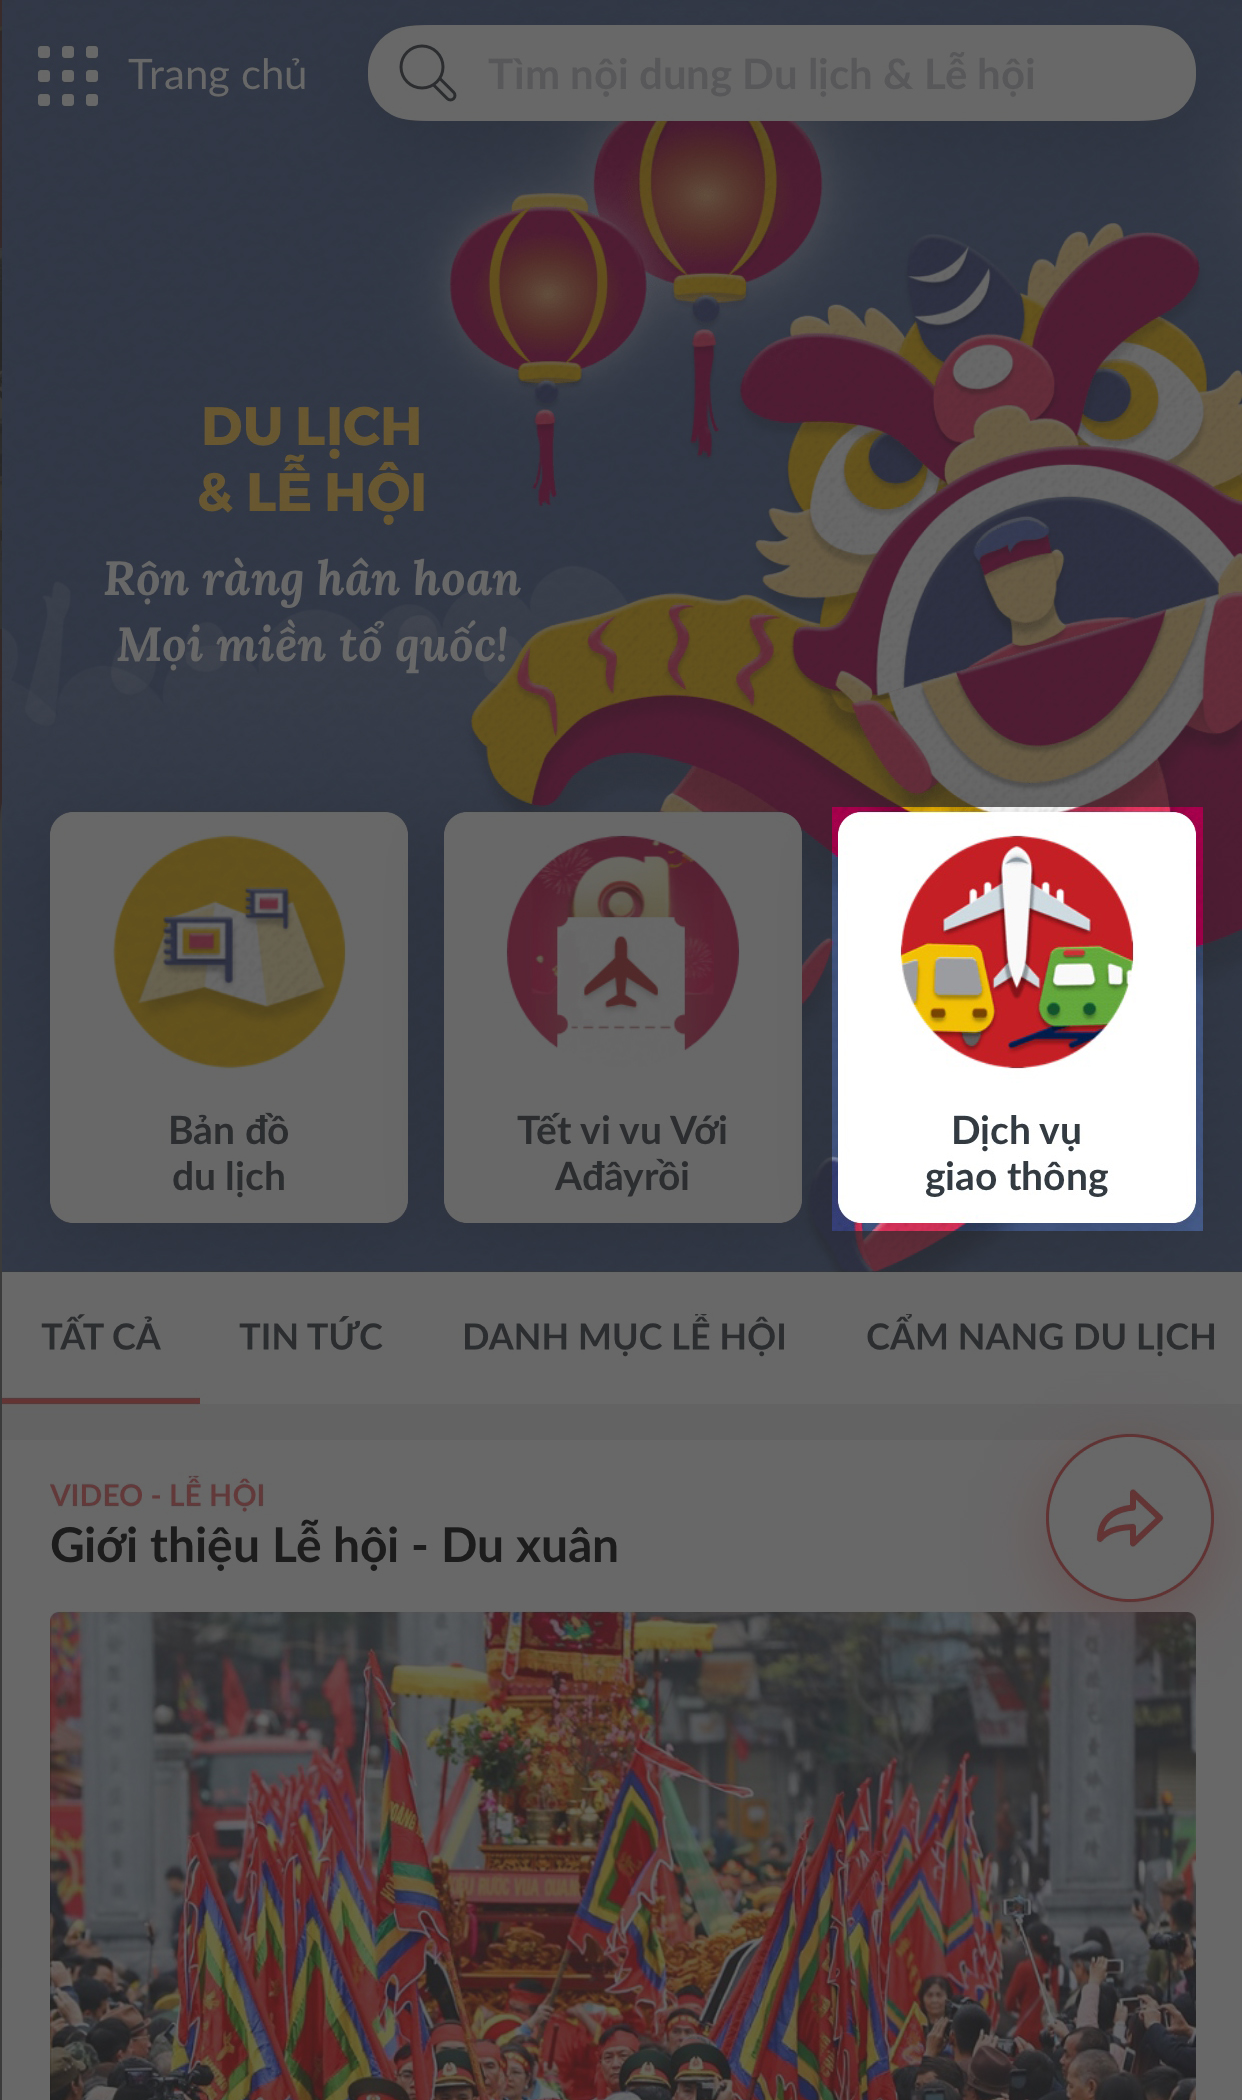 Trang chủ
Tìm nội dung Du lịch & Lễ hội
DU LỊCH
& LỄ HỘI
Rộn ràng hân hoan
Mọi miền tổ quốc!
Bản đồ
du lịch
Tết vi vu Với
Ađâyrồi
Dịch vụ
giao thông
TẤT CẢ
TIN TỨC
DANH MỤC LỄ HỘI
CẨM NANG DU LỊCH
VIDEO - LỄ HỘI
Giới thiệu Lễ hội - Du xuân